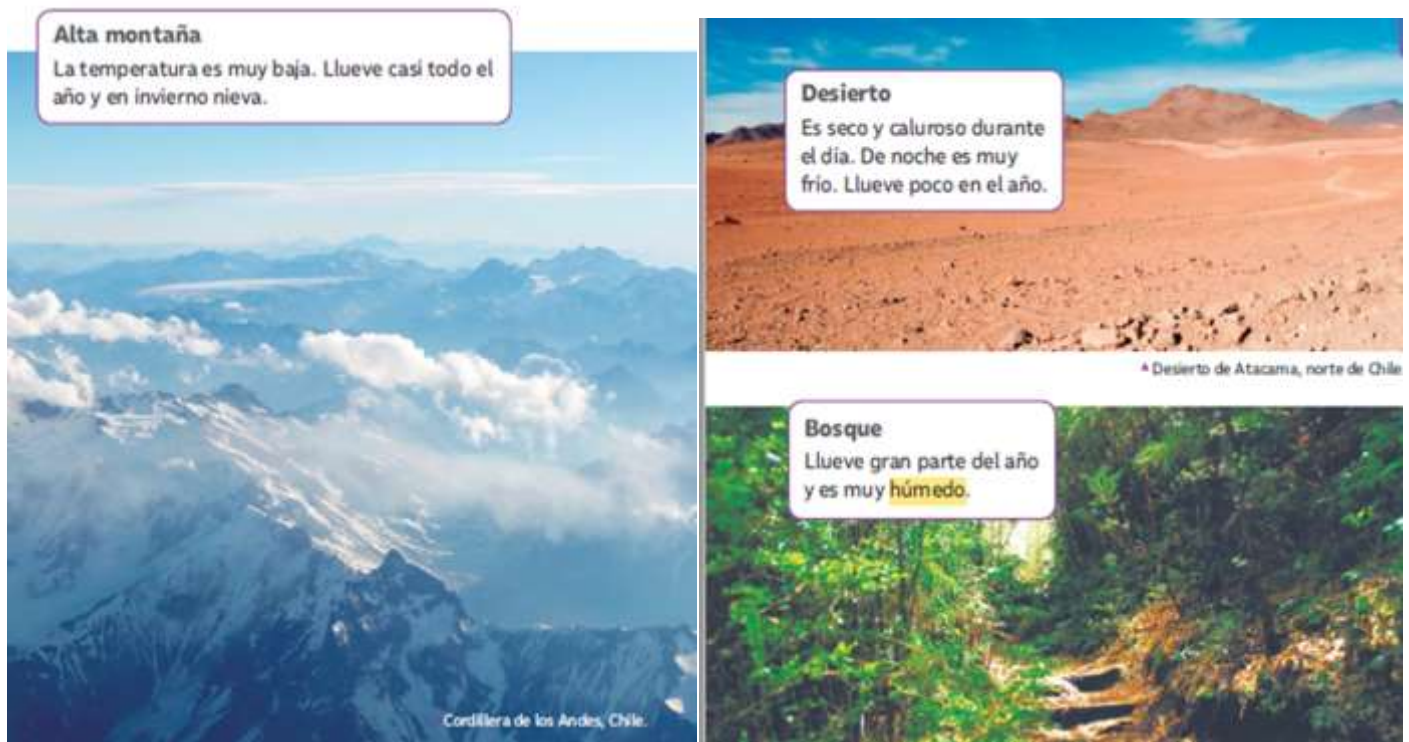 Alta montaña
La temperatura es muy baja. Llueve casi todo el
año y en invierno nieva.
Cordillera de los Andes, Chile.
Desierto
Es seco y caluroso durante
el día. De noche es muy
frío. Llueve poco en el año.
Desierto de Atacama, norte de Chile
Bosque
Llueve gran parte del año
y es muy húmedo.